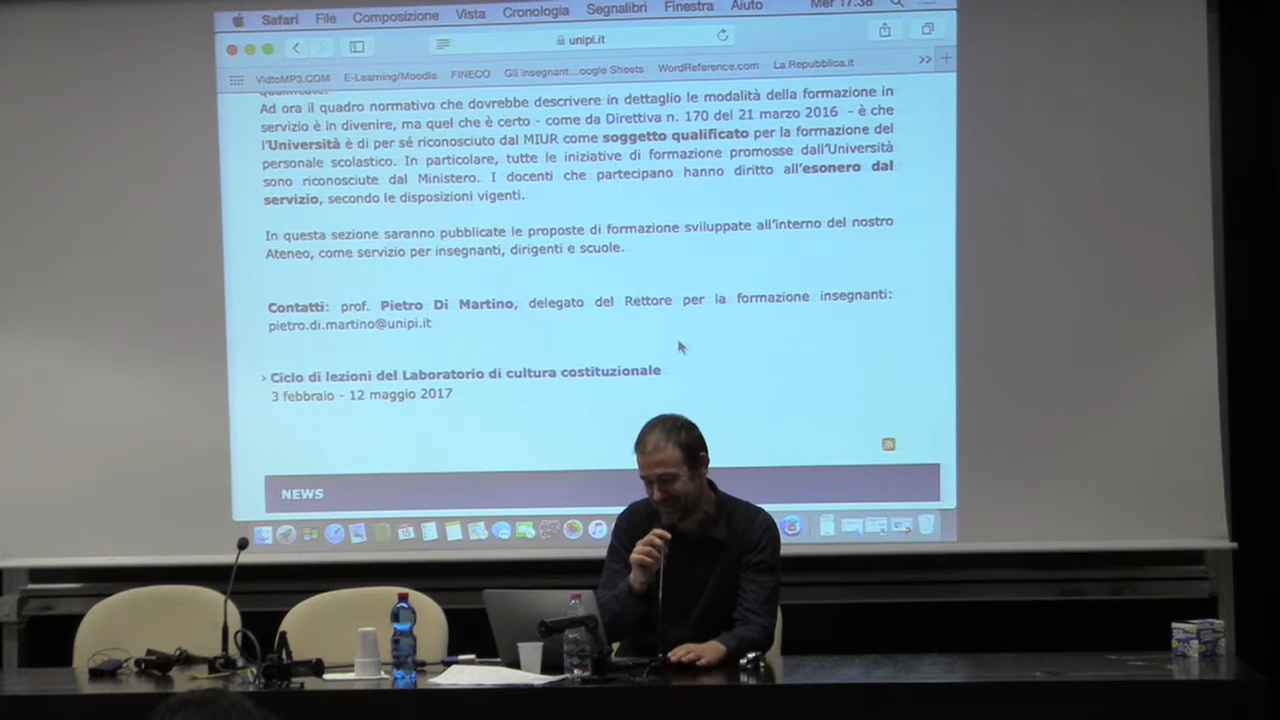 Safari File Composizione Vista Cronologia Segnalibri Finestra Aiuto Mer 17:38
unipi.it
VidtoMP3.COM E-Learning/Moodle FINECO Gli insegnant...oogle Sheets WordReference.com La Repubblica.it >> +
qualificate.
Ad ora il quadro normativo che dovrebbe descrivere in dettaglio le modalità della formazione in
servizio è in divenire, ma quel che è certo - come da Direttiva n. 170 del 21 marzo 2016 - è che
l'Università è di per sé riconosciuto dal MIUR come soggetto qualificato per la formazione del
personale scolastico. In particolare, tutte le iniziative di formazione promosse dall'Università
sono riconosciute dal Ministero. I docenti che partecipano hanno diritto all'esonero dal
servizio, secondo le disposizioni vigenti.
In questa sezione saranno pubblicate le proposte di formazione sviluppate all'interno del nostro
Ateneo, come servizio per insegnanti, dirigenti e scuole.
Contatti: prof. Pietro Di Martino, delegato del Rettore per la formazione insegnanti:
pietro.di.martino@unipi.it
› Ciclo di lezioni del Laboratorio di cultura costituzionale
3 febbraio - 12 maggio 2017
NEWS